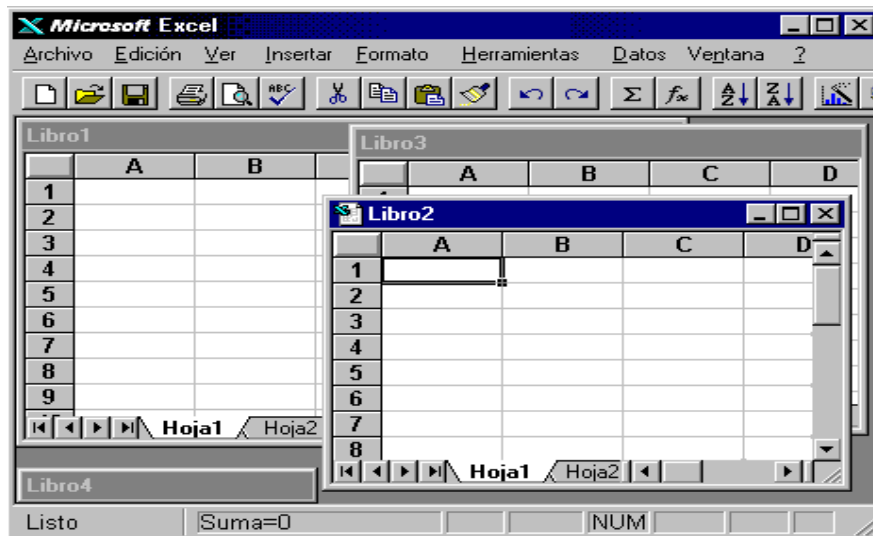 Microsoft Excel
Archivo Edición Ver Insertar Formato Herramientas Datos Ventana ?
ABC Σ fx A Z Z A
Libro1
A B
1
2
3
4
5
6
7
8
9
Hoja1 Hoja2
Libro3
A B C D
Libro2
A B C D
1
2
3
4
5
6
7
8
Hoja1 Hoja2
Libro4
Listo Suma=0 NUM